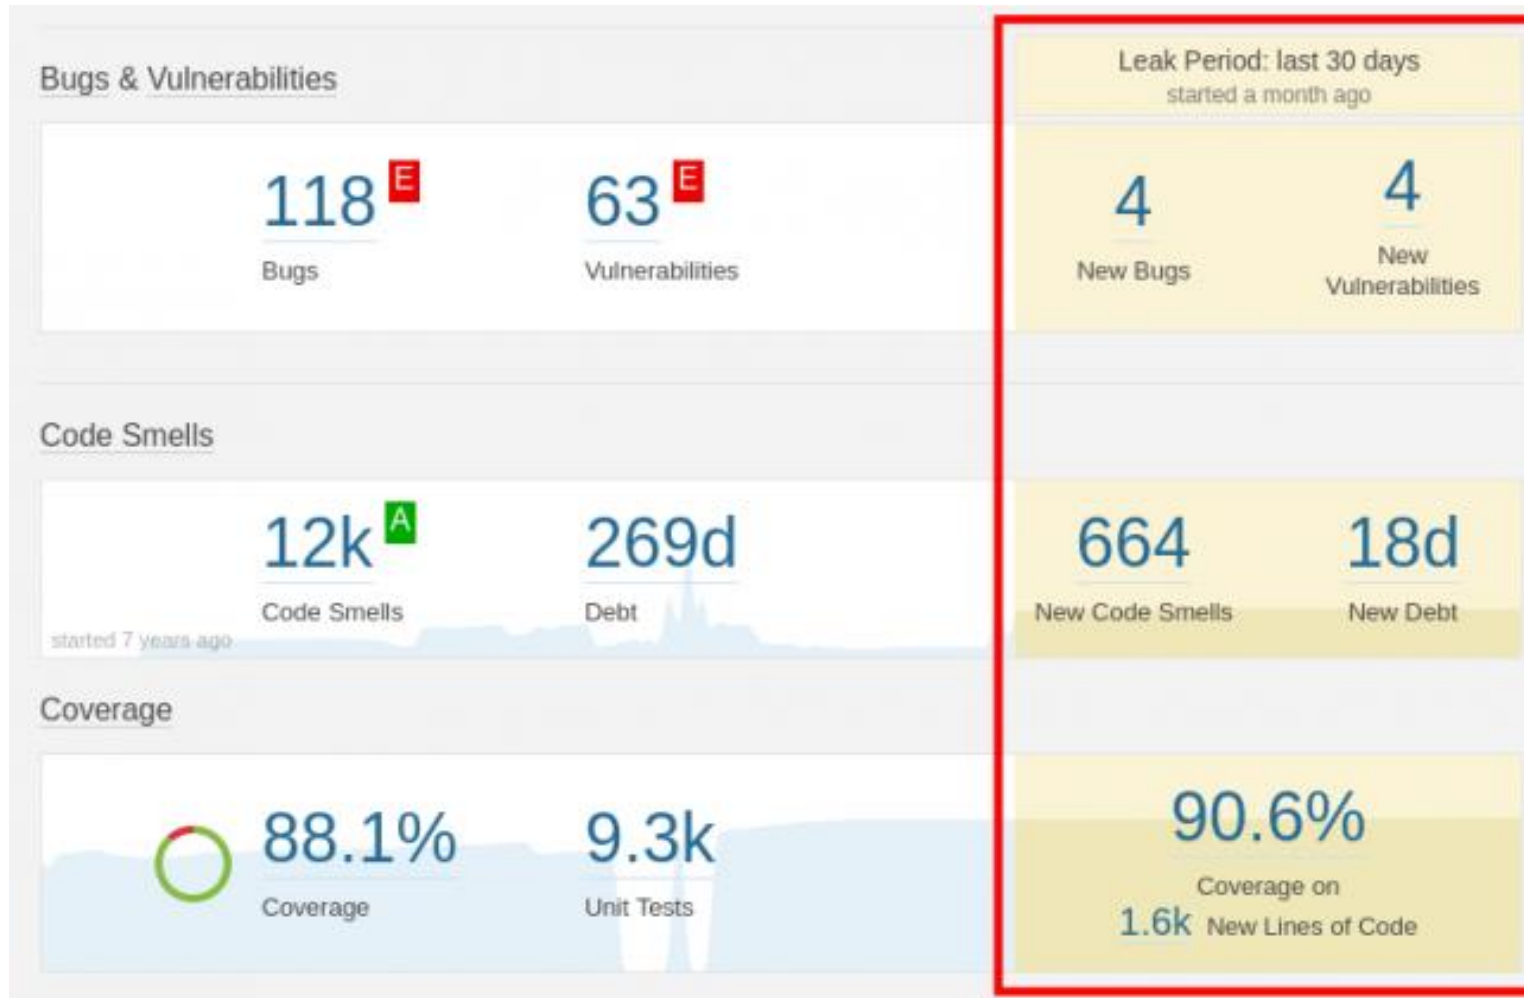 Leak Period: last 30 days
started a month ago
Bugs & Vulnerabilities
118 E
63 E
4
4
Bugs
Vulnerabilities
New Bugs
New
Vulnerabilities
Code Smells
12k A
269d
664
18d
Code Smells
Debt
New Code Smells
New Debt
started 7 years ago
Coverage
88.1%
9.3k
90.6%
Coverage
Unit Tests
Coverage on
1.6k New Lines of Code